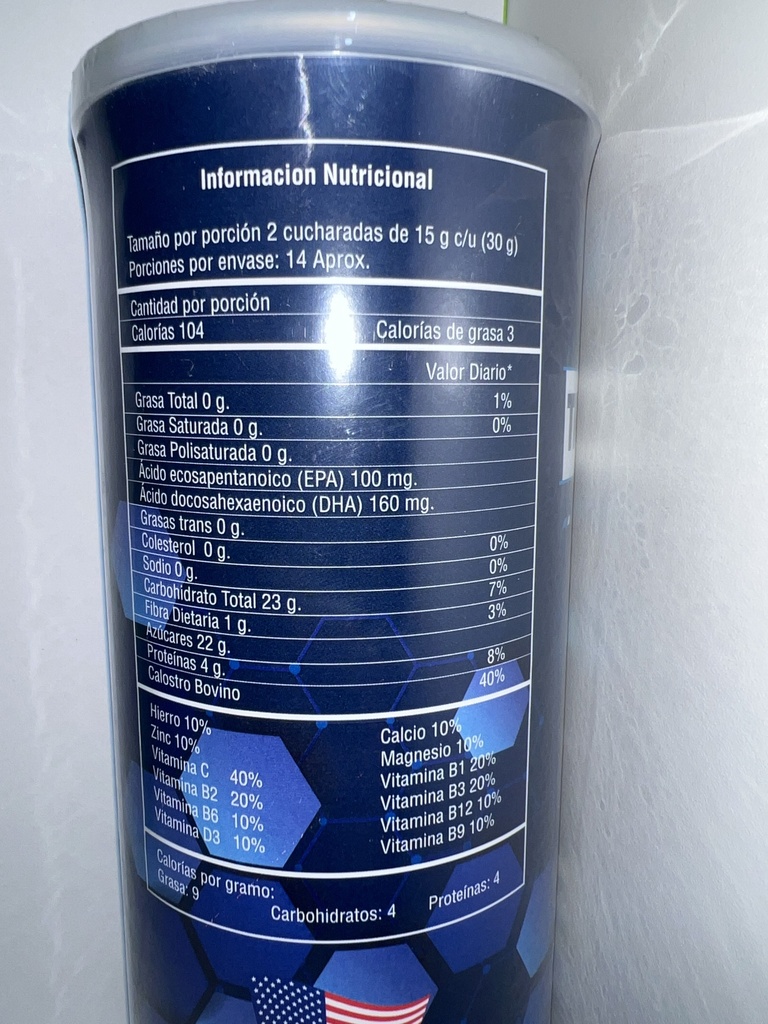 Informacion Nutricional
Tamaño por porción 2 cucharadas de 15 g c/u (30 g)
Porciones por envase: 14 Aprox.
Cantidad por porción
Calorías 104 Calorías de grasa 3
Valor Diario*
Grasa Total 0 g. 1%
Grasa Saturada 0 g. 0%
Grasa Polisaturada 0 g.
Ácido ecosapentanoico (EPA) 100 mg.
Ácido docosahexaenoico (DHA) 160 mg.
Grasas trans 0 g.
Colesterol 0 g. 0%
Sodio 0 g. 0%
Carbohidrato Total 23 g. 7%
Fibra Dietaria 1 g. 3%
Azúcares 22 g.
Proteínas 4 g. 8%
Calostro Bovino 40%
Hierro 10% Calcio 10%
Zinc 10% Magnesio 10%
Vitamina C 40% Vitamina B1 20%
Vitamina B2 20% Vitamina B3 20%
Vitamina B6 10% Vitamina B12 10%
Vitamina D3 10% Vitamina B9 10%
Calorías por gramo:
Grasa: 9 Carbohidratos: 4 Proteínas: 4